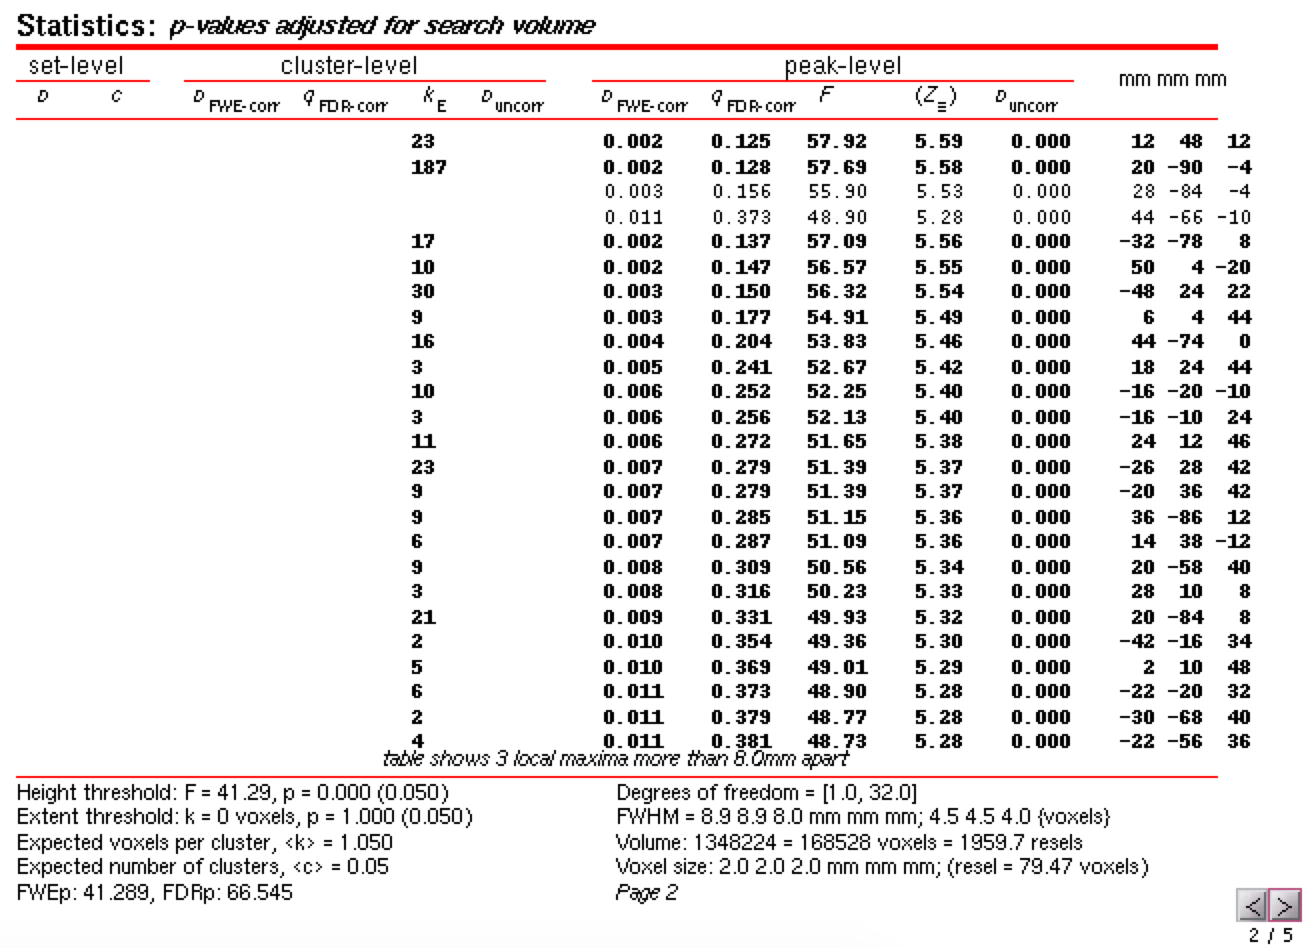 Statistics: p-values adjusted for search volume
set-level cluster-level peak-level mm mm mm
p c p FWE-corr q FDR-corr k E p uncorr p FWE-corr q FDR-corr F (Z≡) p uncorr
23 0.002 0.125 57.92 5.59 0.000 12 48 12
187 0.002 0.128 57.69 5.58 0.000 20 -90 -4
0.003 0.156 55.90 5.53 0.000 28 -84 -4
0.011 0.373 48.90 5.28 0.000 44 -66 -10
17 0.002 0.137 57.09 5.56 0.000 -32 -78 8
10 0.002 0.147 56.57 5.55 0.000 50 4 -20
30 0.003 0.150 56.32 5.54 0.000 -48 24 22
9 0.003 0.177 54.91 5.49 0.000 6 4 44
16 0.004 0.204 53.83 5.46 0.000 44 -74 0
3 0.005 0.241 52.67 5.42 0.000 18 24 44
10 0.006 0.252 52.25 5.40 0.000 -16 -20 -10
3 0.006 0.256 52.13 5.40 0.000 -16 -10 24
11 0.006 0.272 51.65 5.38 0.000 24 12 46
23 0.007 0.279 51.39 5.37 0.000 -26 28 42
9 0.007 0.279 51.39 5.37 0.000 -20 36 42
9 0.007 0.285 51.15 5.36 0.000 36 -86 12
6 0.007 0.287 51.09 5.36 0.000 14 38 -12
9 0.008 0.309 50.56 5.34 0.000 20 -58 40
3 0.008 0.316 50.23 5.33 0.000 28 10 8
21 0.009 0.331 49.93 5.32 0.000 20 -84 8
2 0.010 0.354 49.36 5.30 0.000 -42 -16 34
5 0.010 0.369 49.01 5.29 0.000 2 10 48
6 0.011 0.373 48.90 5.28 0.000 -22 -20 32
2 0.011 0.379 48.77 5.28 0.000 -30 -68 40
4 0.011 0.381 48.73 5.28 0.000 -22 -56 36
table shows 3 local maxima more than 8.0mm apart
Height threshold: F = 41.29, p = 0.000 (0.050)
Extent threshold: k = 0 voxels, p = 1.000 (0.050)
Expected voxels per cluster, <k> = 1.050
Expected number of clusters, <c> = 0.05
FWEp: 41.289, FDRp: 66.545
Degrees of freedom = [1.0, 32.0]
FWHM = 8.9 8.9 8.0 mm mm mm; 4.5 4.5 4.0 {voxels}
Volume: 1348224 = 168528 voxels = 1959.7 resels
Voxel size: 2.0 2.0 2.0 mm mm mm; (resel = 79.47 voxels)
Page 2
< >
2 / 5